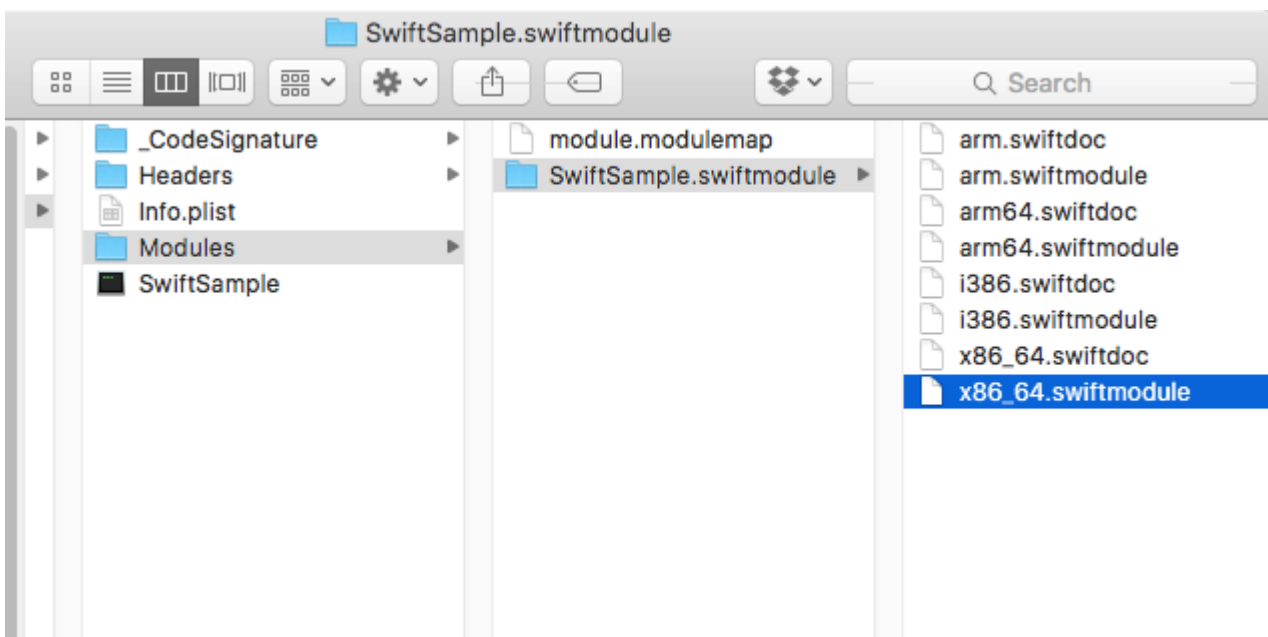 SwiftSample.swiftmodule
Search
_CodeSignature
Headers
Info.plist
Modules
SwiftSample
module.modulemap
SwiftSample.swiftmodule
arm.swiftdoc
arm.swiftmodule
arm64.swiftdoc
arm64.swiftmodule
i386.swiftdoc
i386.swiftmodule
x86_64.swiftdoc
x86_64.swiftmodule